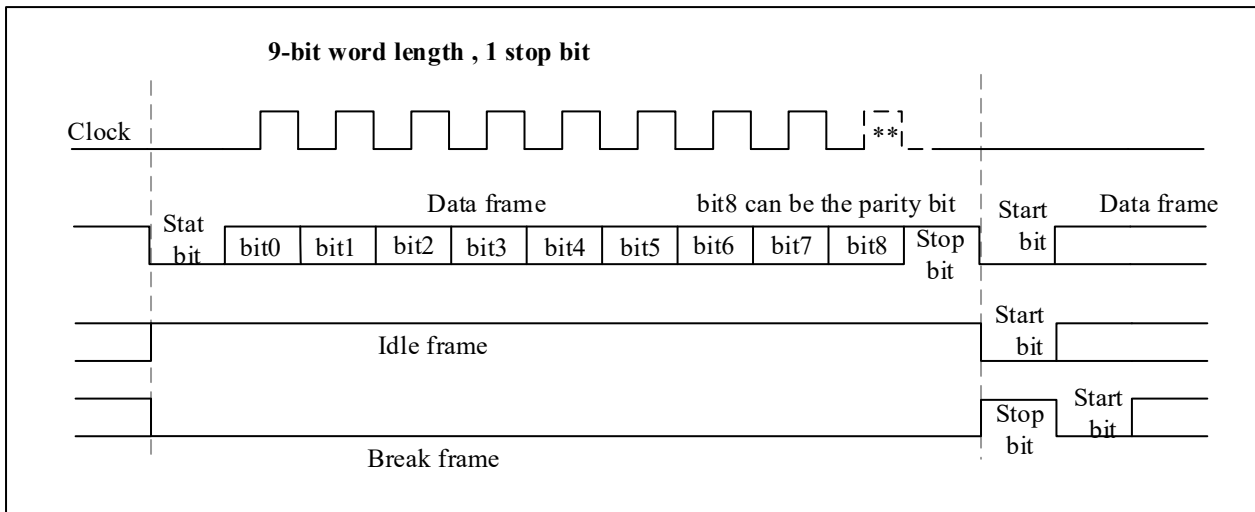 9-bit word length , 1 stop bit
Clock
**
Data frame
bit8 can be the parity bit
Data frame
Stat
bit
bit0
bit1
bit2
bit3
bit4
bit5
bit6
bit7
bit8
Stop
bit
Start
bit
Idle frame
Start
bit
Break frame
Stop
bit
Start
bit